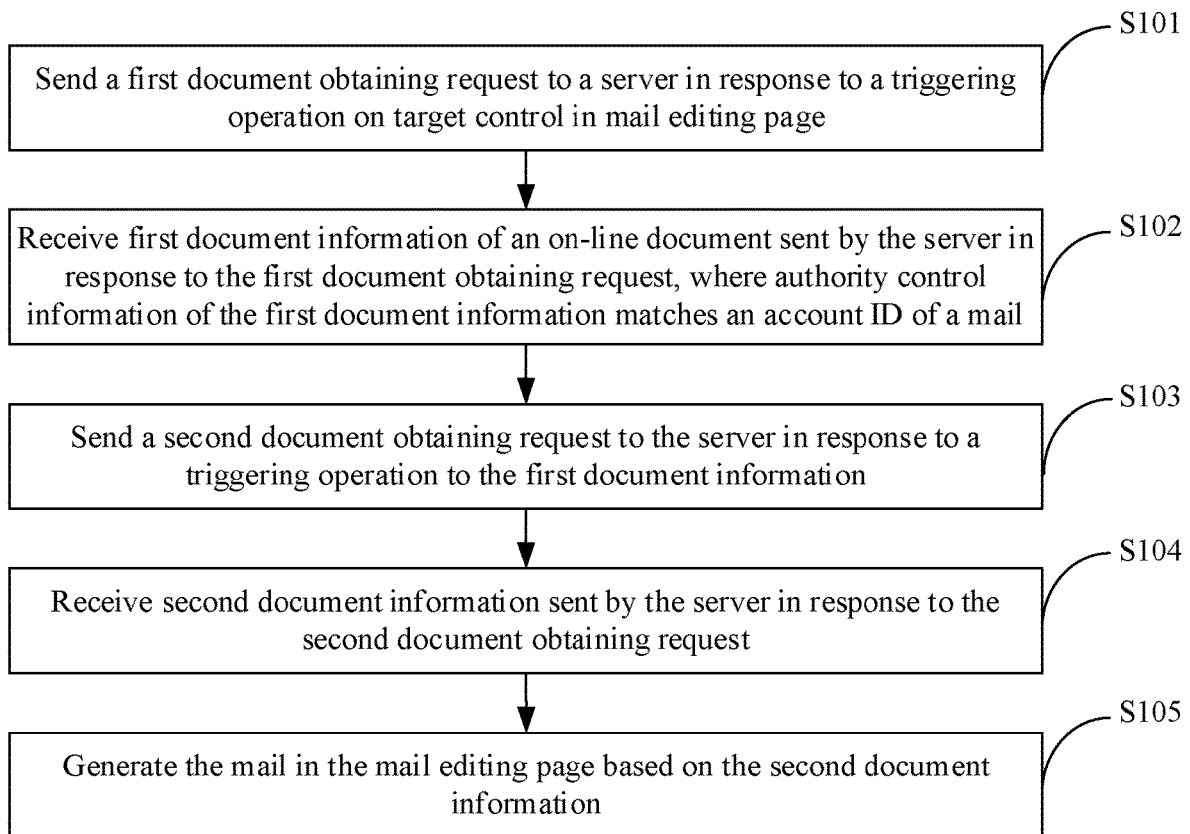 S101
Send a first document obtaining request to a server in response to a triggering
operation on target control in mail editing page
S102
Receive first document information of an on-line document sent by the server in
response to the first document obtaining request, where authority control
information of the first document information matches an account ID of a mail
S103
Send a second document obtaining request to the server in response to a
triggering operation to the first document information
S104
Receive second document information sent by the server in response to the
second document obtaining request
S105
Generate the mail in the mail editing page based on the second document
information